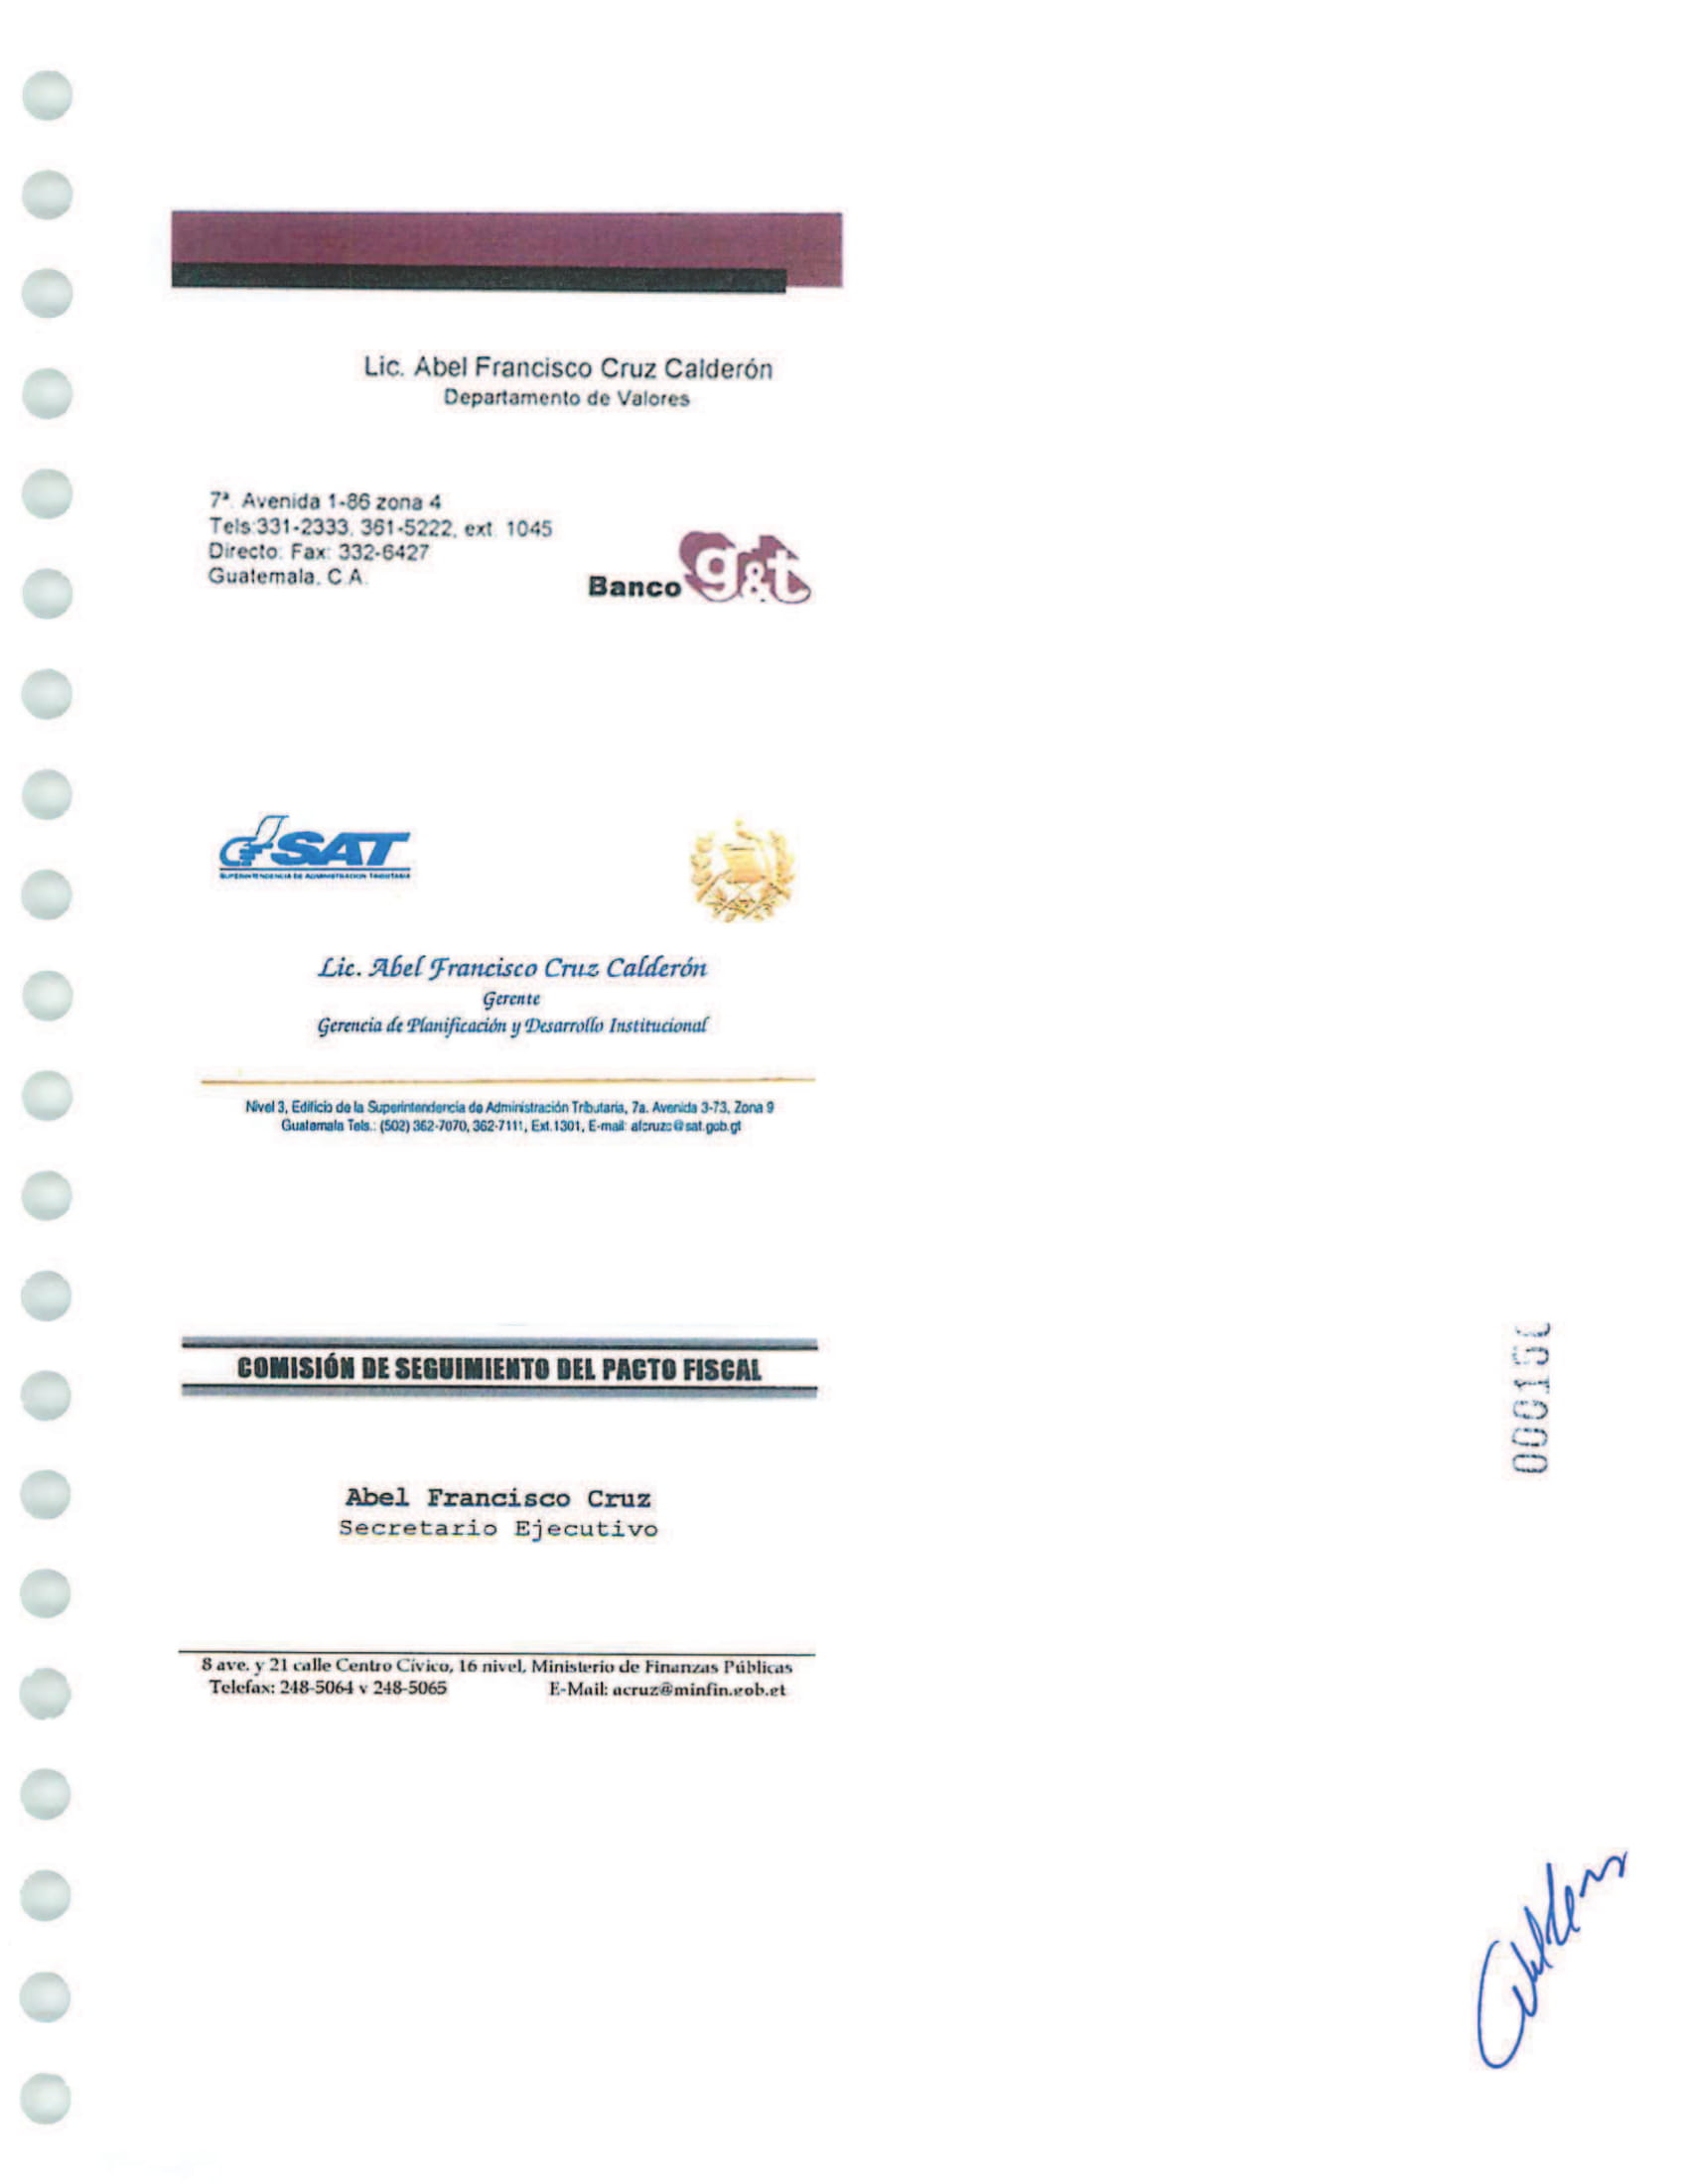 Lic. Abel Francisco Cruz Calderón
Departamento de Valores
7ª. Avenida 1-86 zona 4
Tels:331-2333, 361-5222, ext. 1045
Directo: Fax: 332-6427
Guatemala, C.A.
Banco g&t
SAT
SUPERINTENDENCIA DE ADMINISTRACION TRIBUTARIA
Lic. Abel Francisco Cruz Calderón
Gerente
Gerencia de Planificación y Desarrollo Institucional
Nivel 3, Edificio de la Superintendencia de Administración Tributaria, 7a. Avenida 3-73, Zona 9
Guatemala Tels.: (502) 362-7070, 362-7111, Ext.1301, E-mail: afcruzc@sat.gob.gt
COMISIÓN DE SEGUIMIENTO DEL PACTO FISCAL
Abel Francisco Cruz
Secretario Ejecutivo
8 ave. y 21 calle Centro Cívico, 16 nivel, Ministerio de Finanzas Públicas
Telefax: 248-5064 y 248-5065 E-Mail: acruz@minfin.gob.gt